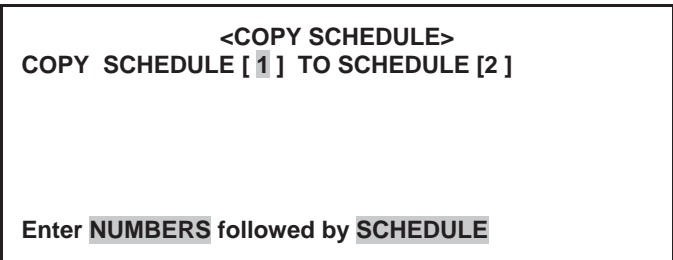 <COPY SCHEDULE>
COPY SCHEDULE [ 1 ] TO SCHEDULE [2 ]
Enter NUMBERS followed by SCHEDULE